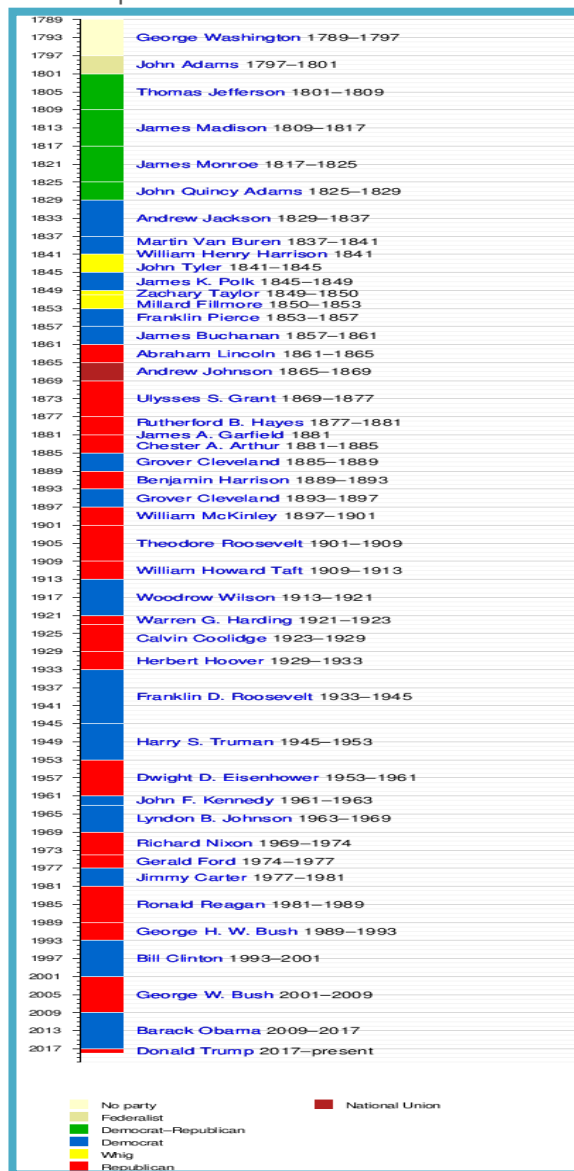 1789
1793 George Washington 1789–1797
1797
John Adams 1797–1801
1801
1805 Thomas Jefferson 1801–1809
1809
1813 James Madison 1809–1817
1817
1821 James Monroe 1817–1825
1825
John Quincy Adams 1825–1829
1829
1833 Andrew Jackson 1829–1837
1837
Martin Van Buren 1837–1841
1841 William Henry Harrison 1841
John Tyler 1841–1845
1845
James K. Polk 1845–1849
1849 Zachary Taylor 1849–1850
Millard Fillmore 1850–1853
1853
Franklin Pierce 1853–1857
1857
James Buchanan 1857–1861
1861
Abraham Lincoln 1861–1865
1865
Andrew Johnson 1865–1869
1869
1873 Ulysses S. Grant 1869–1877
1877
Rutherford B. Hayes 1877–1881
1881 James A. Garfield 1881
Chester A. Arthur 1881–1885
1885
Grover Cleveland 1885–1889
1889
Benjamin Harrison 1889–1893
1893
Grover Cleveland 1893–1897
1897
William McKinley 1897–1901
1901
1905 Theodore Roosevelt 1901–1909
1909
William Howard Taft 1909–1913
1913
1917 Woodrow Wilson 1913–1921
1921
Warren G. Harding 1921–1923
1925
Calvin Coolidge 1923–1929
1929
Herbert Hoover 1929–1933
1933
1937
Franklin D. Roosevelt 1933–1945
1941
1945
1949 Harry S. Truman 1945–1953
1953
1957 Dwight D. Eisenhower 1953–1961
1961
John F. Kennedy 1961–1963
1965
Lyndon B. Johnson 1963–1969
1969
Richard Nixon 1969–1974
1973
Gerald Ford 1974–1977
1977
Jimmy Carter 1977–1981
1981
1985 Ronald Reagan 1981–1989
1989
George H. W. Bush 1989–1993
1993
1997 Bill Clinton 1993–2001
2001
2005 George W. Bush 2001–2009
2009
2013 Barack Obama 2009–2017
2017 Donald Trump 2017–present
No party National Union
Federalist
Democrat–Republican
Democrat
Whig
Republican